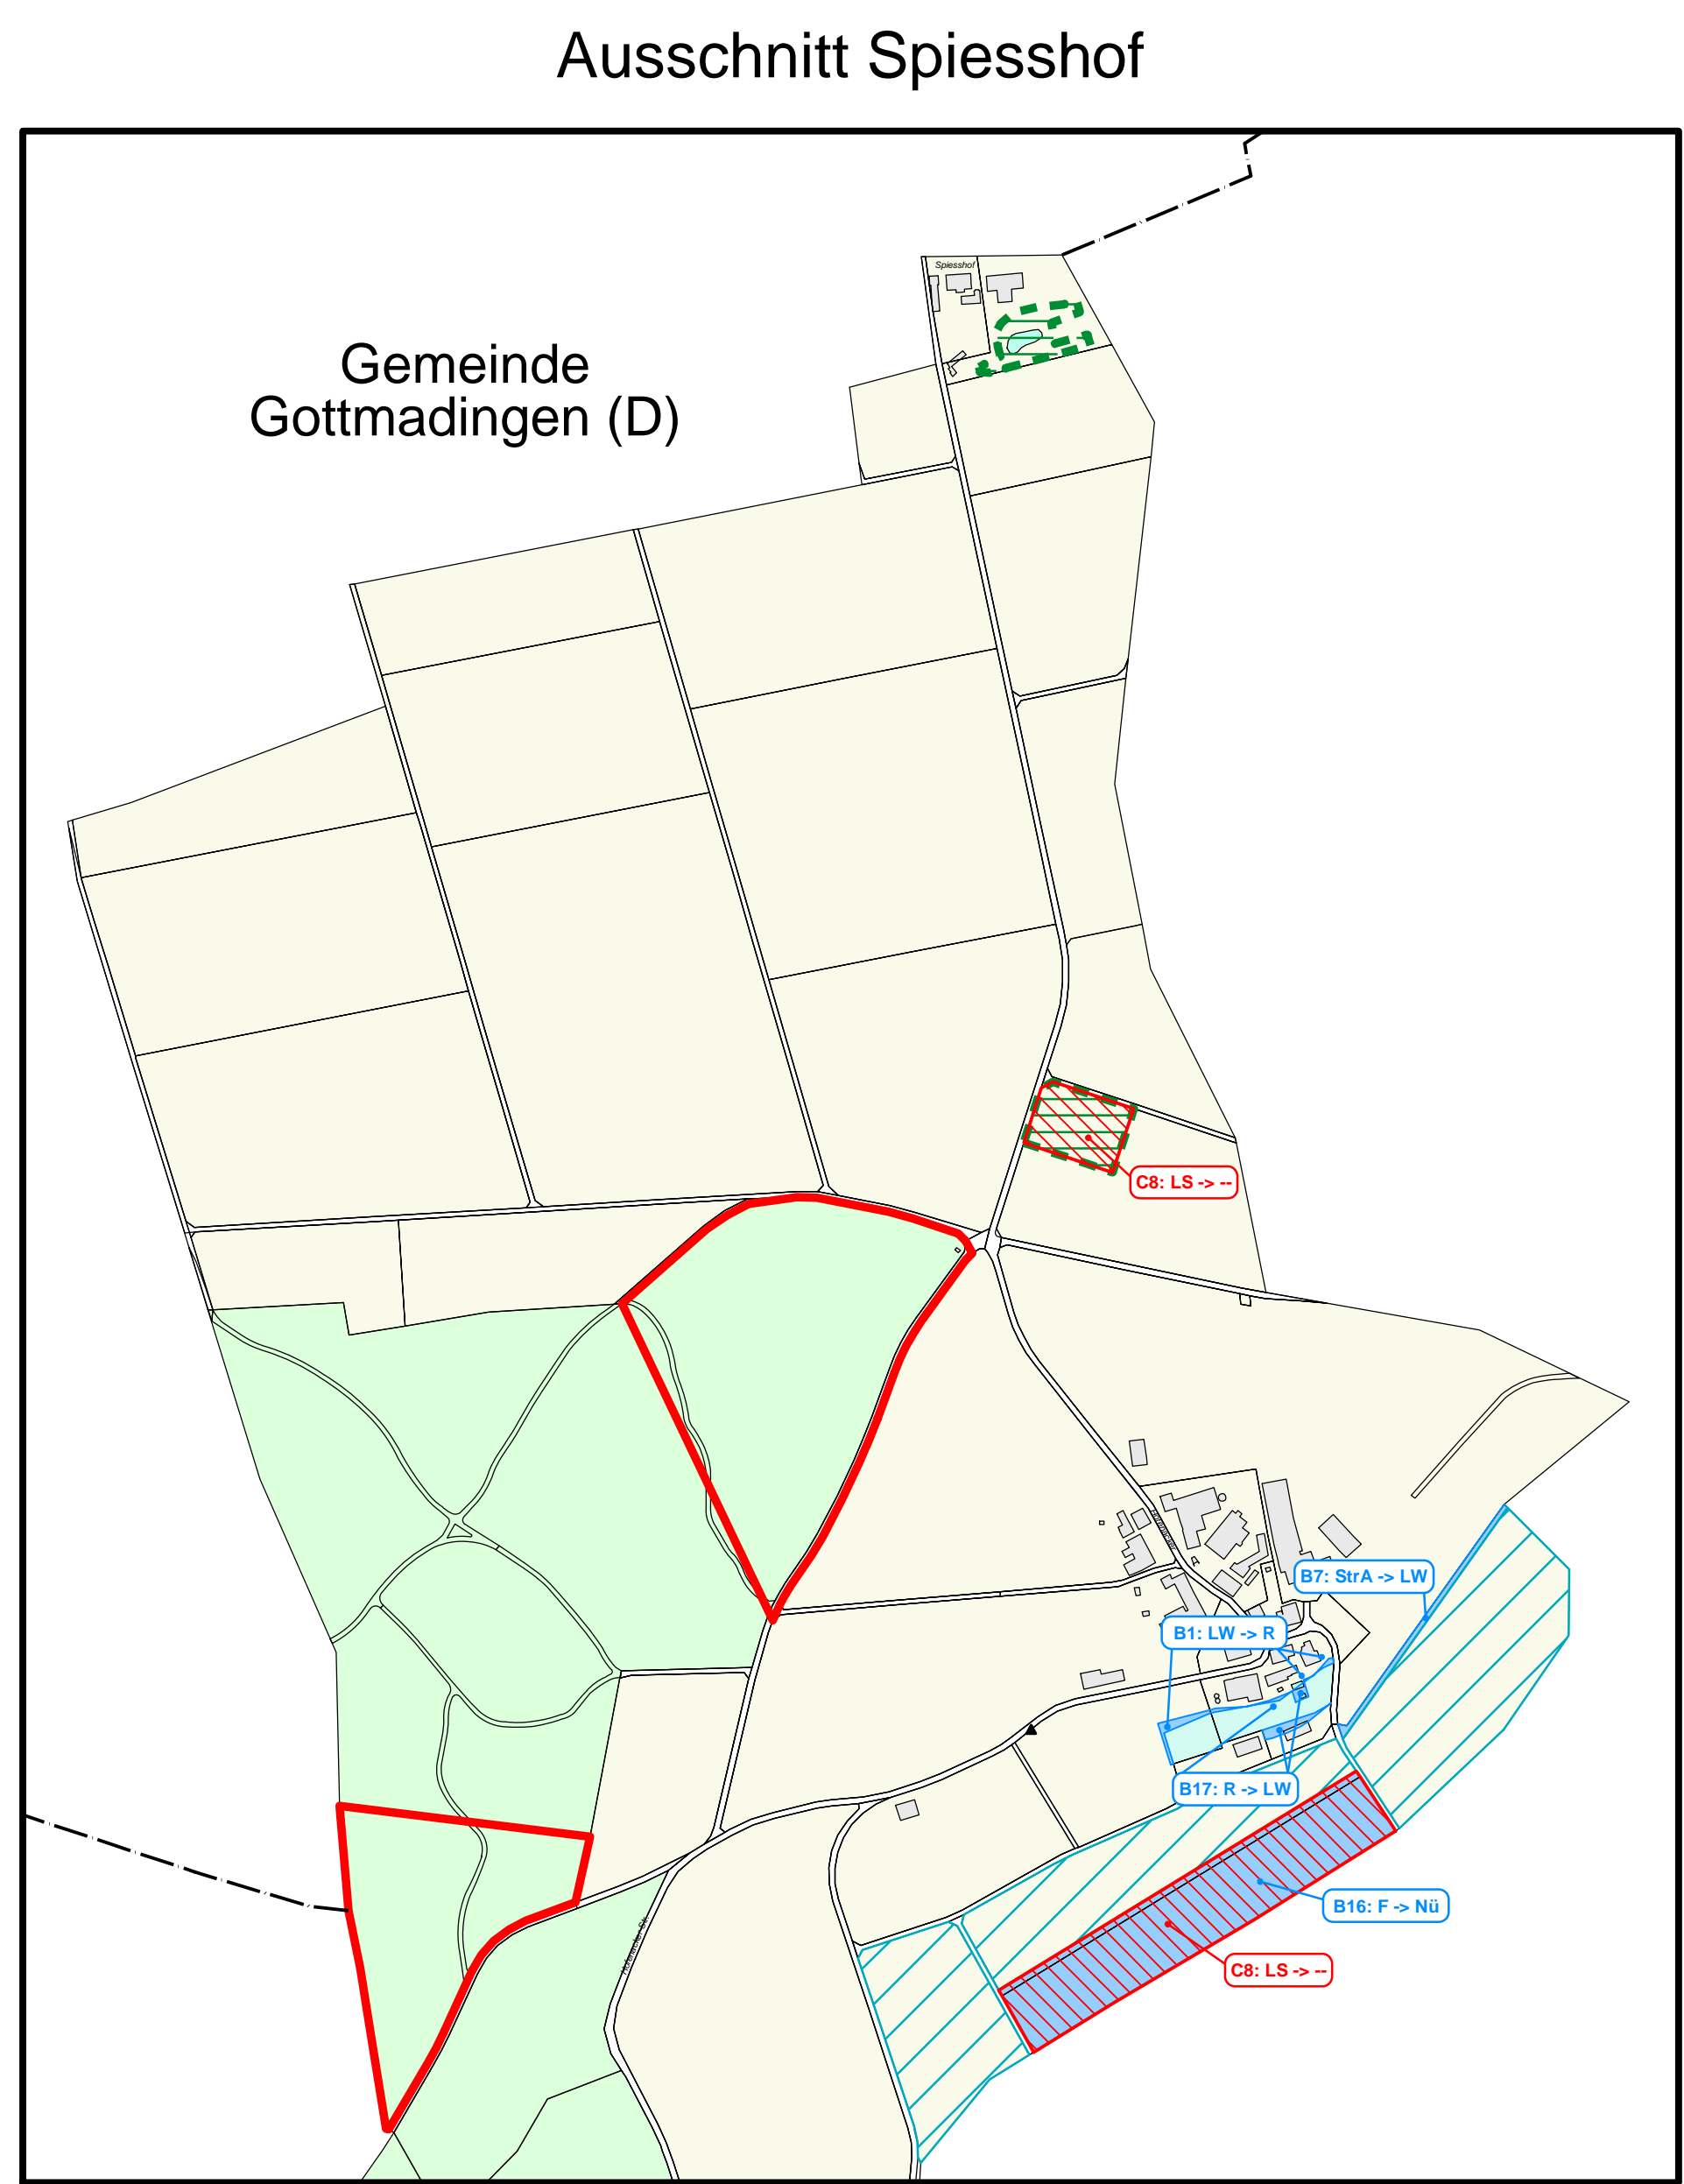 Ausschnitt Spiesshof
Spiesshof
Gemeinde
Gottmadingen (D)
C8: LS -> --
B7: StrA -> LW
B1: LW -> R
B17: R -> LW
B16: F -> Nü
C8: LS -> --